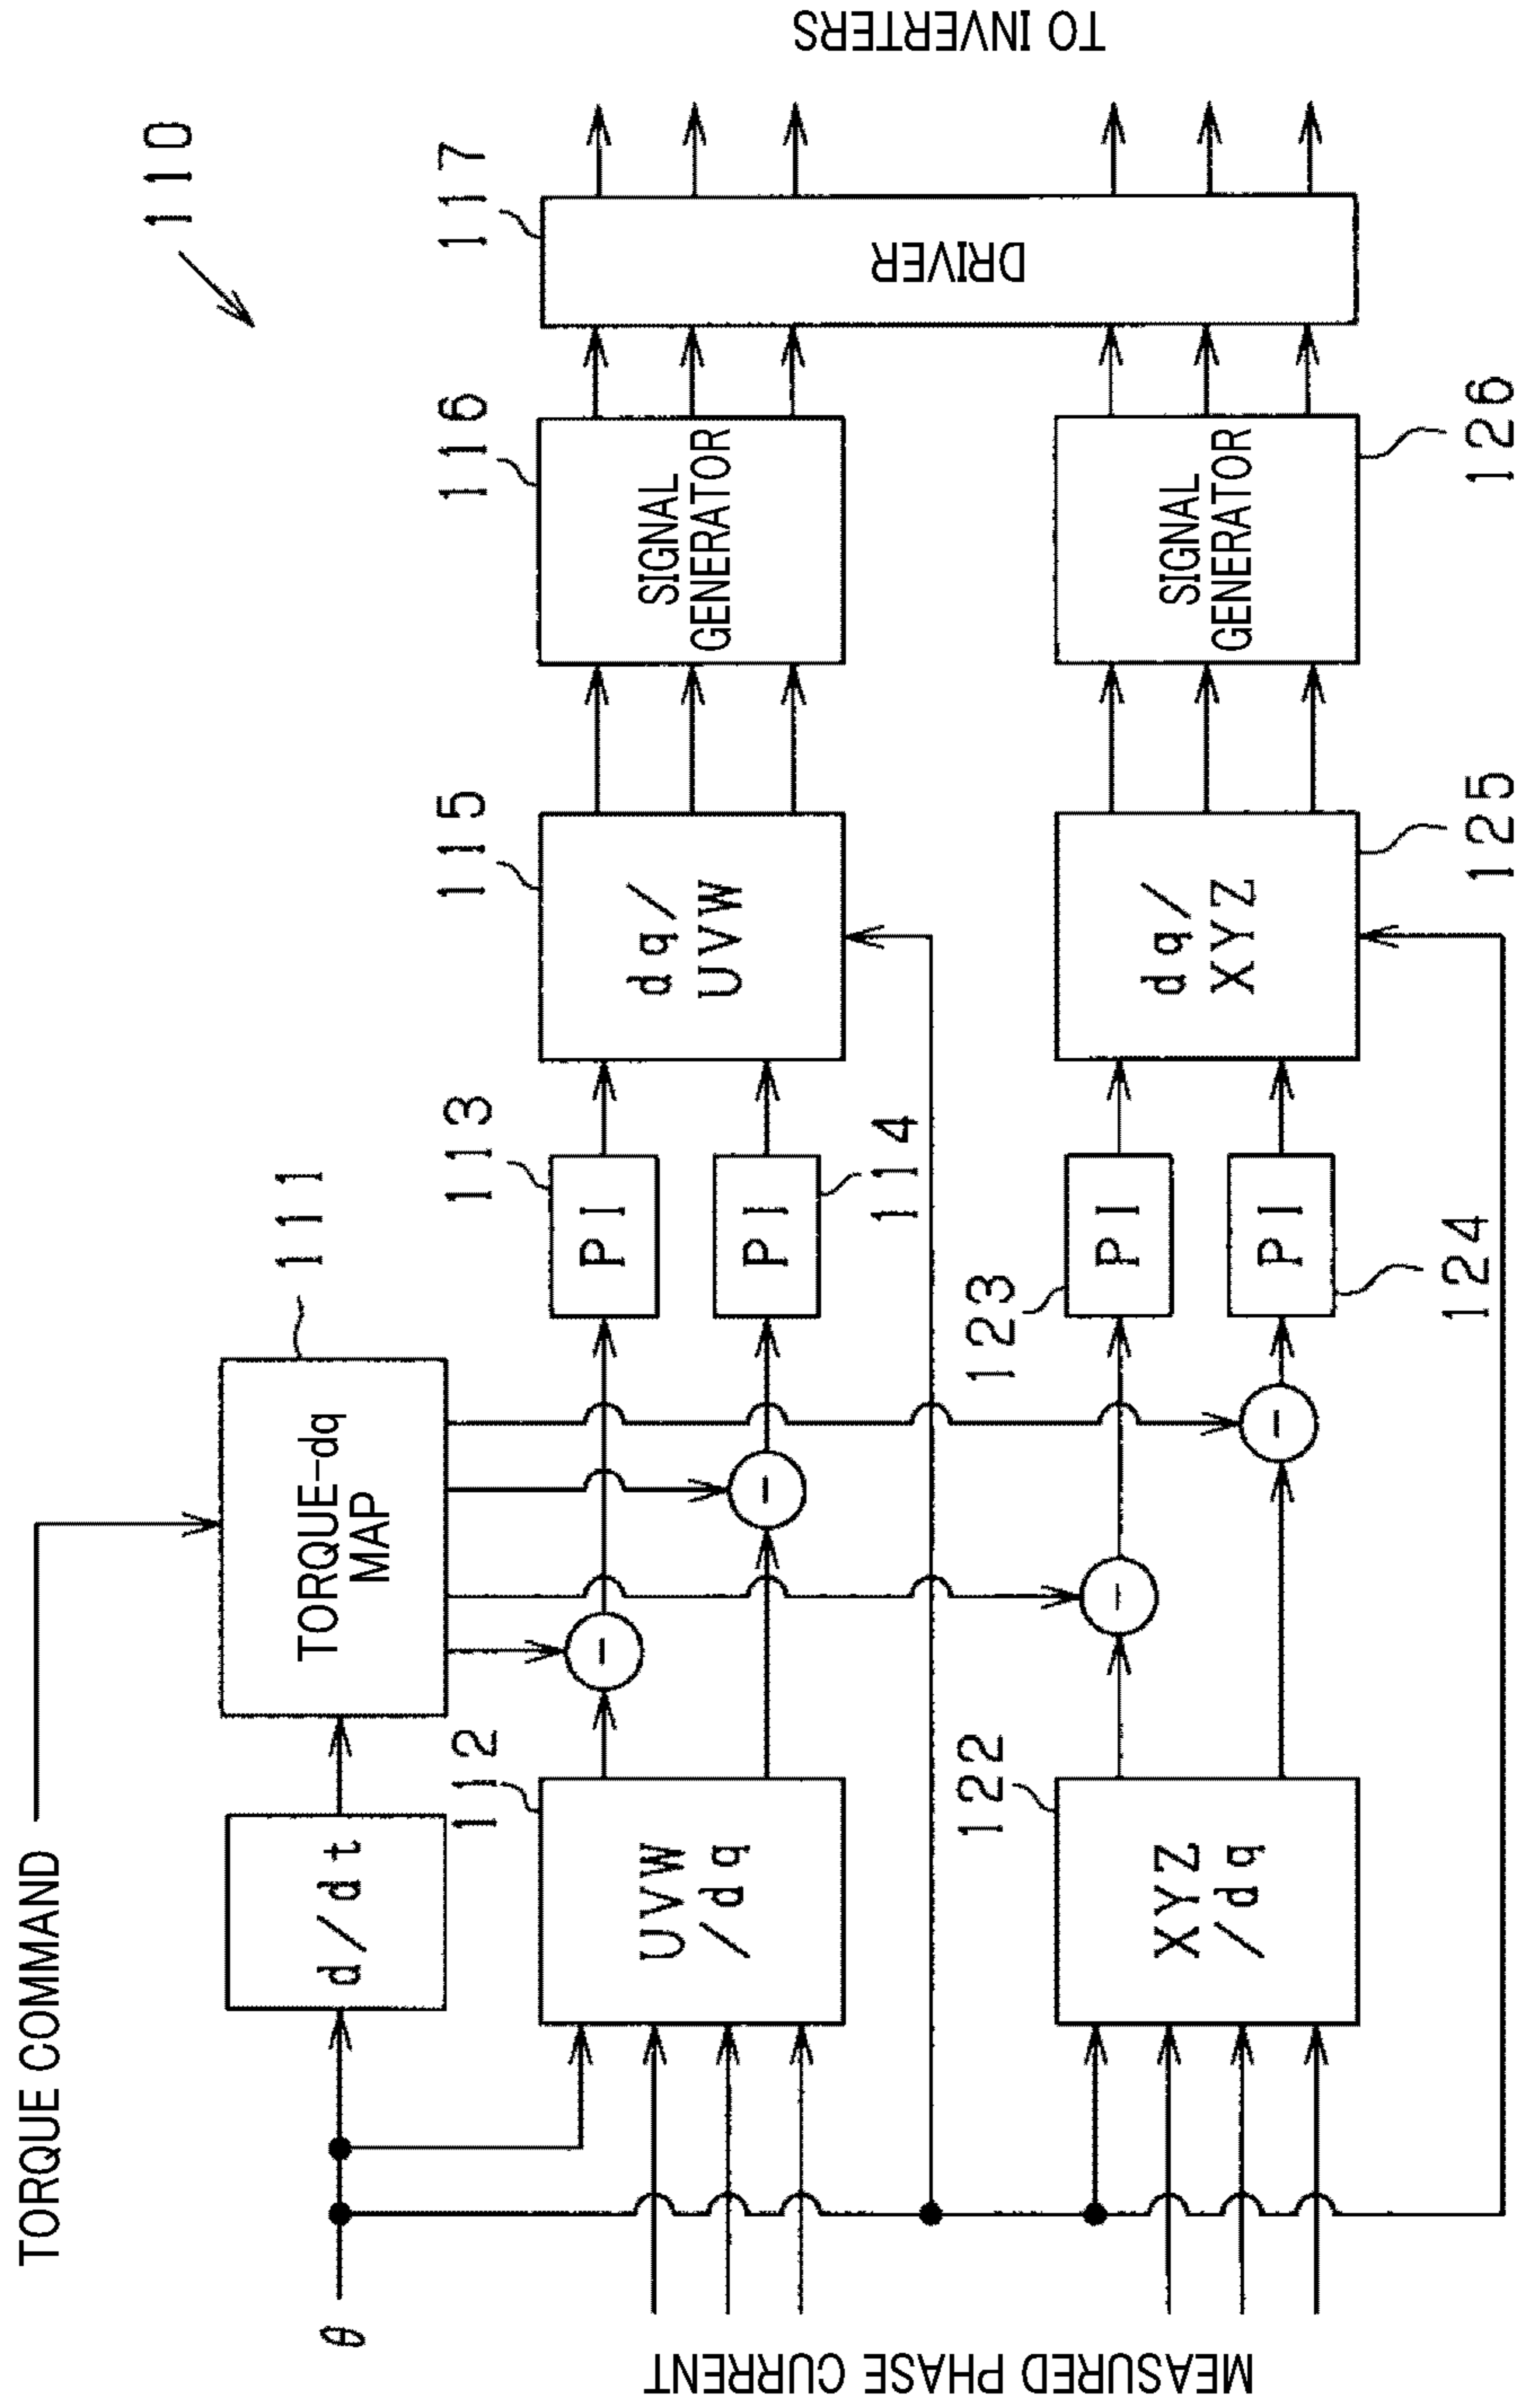 110
TORQUE COMMAND
θ
d/dt
TORQUE-dq
MAP
111
MEASURED PHASE CURRENT
UVW
/dq
112
PI
113
PI
114
dq/
UVW
115
SIGNAL
GENERATOR
116
DRIVER
117
TO INVERTERS
XYZ
/dq
122
PI
123
PI
124
dq/
XYZ
125
SIGNAL
GENERATOR
126
−
−
−
−